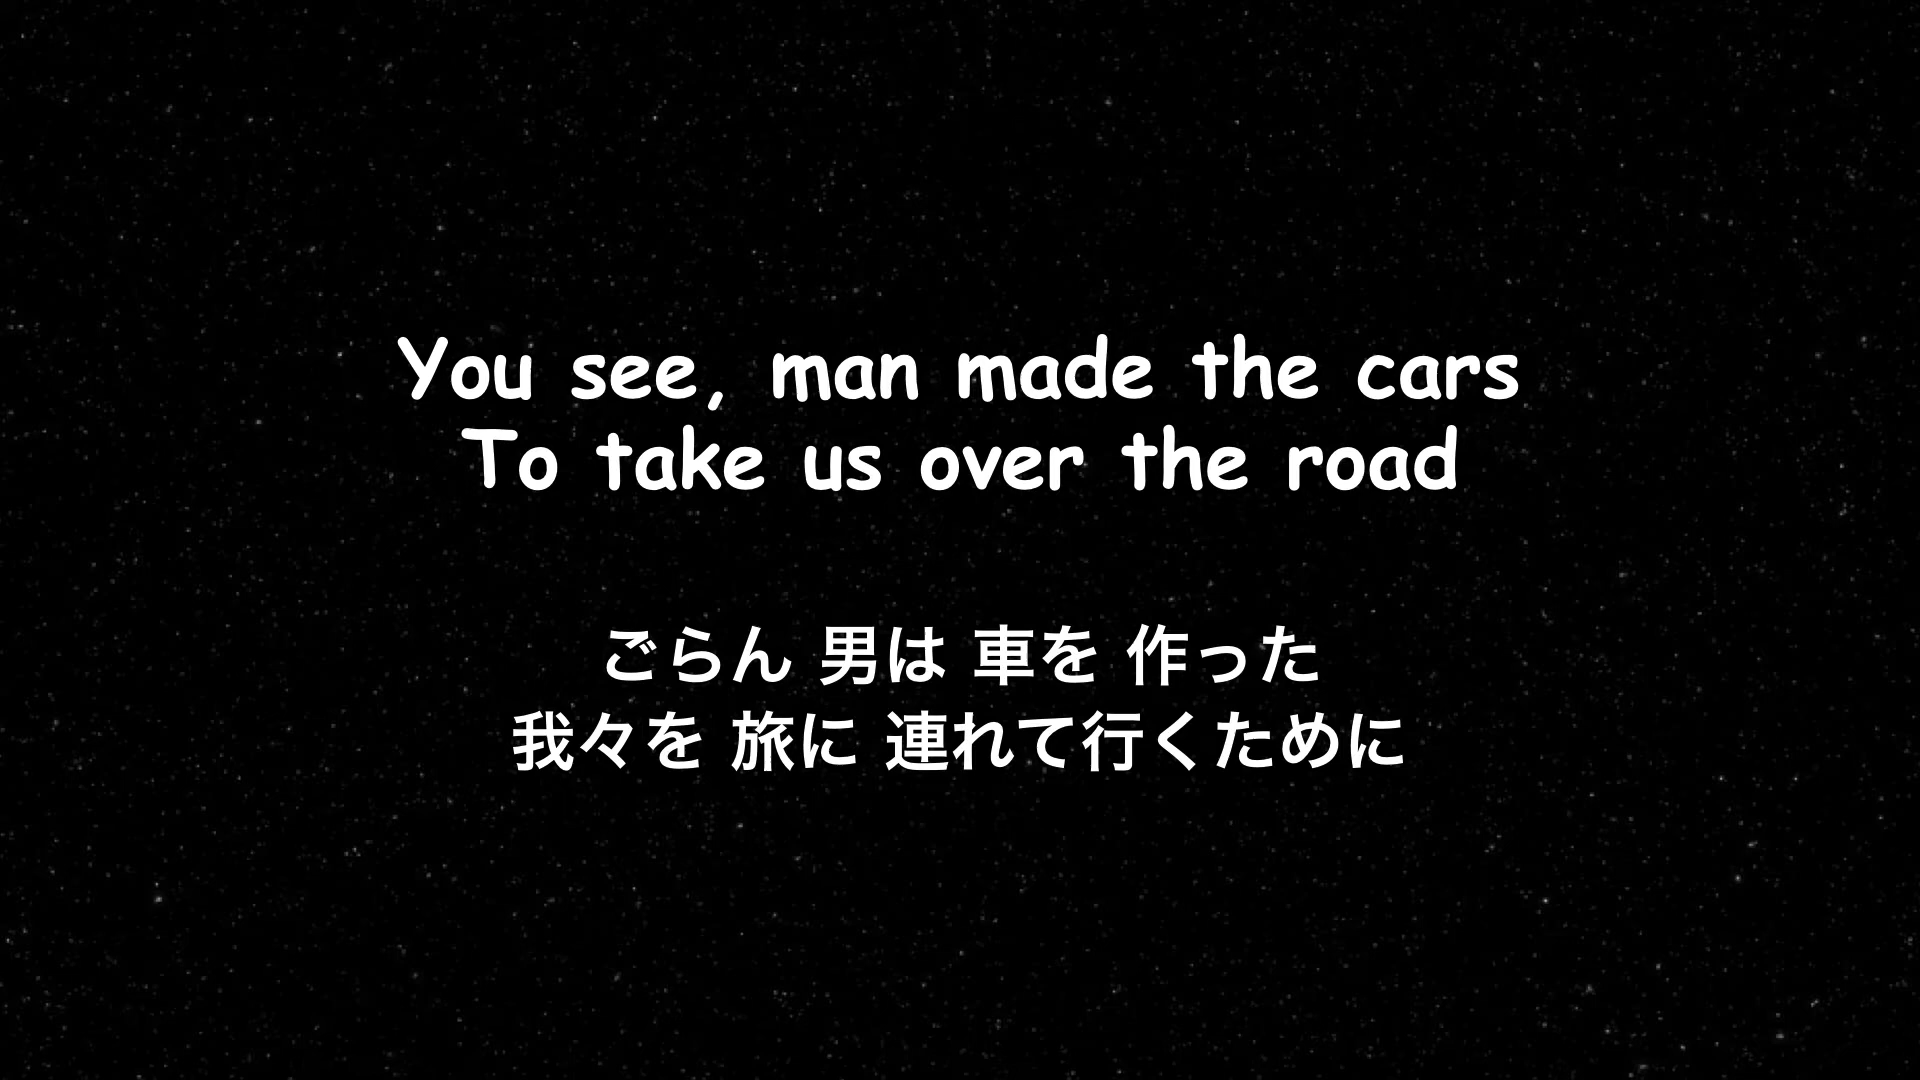 You see, man made the cars
To take us over the road
ごらん 男は 車を 作った
我々を 旅に 連れて行くために